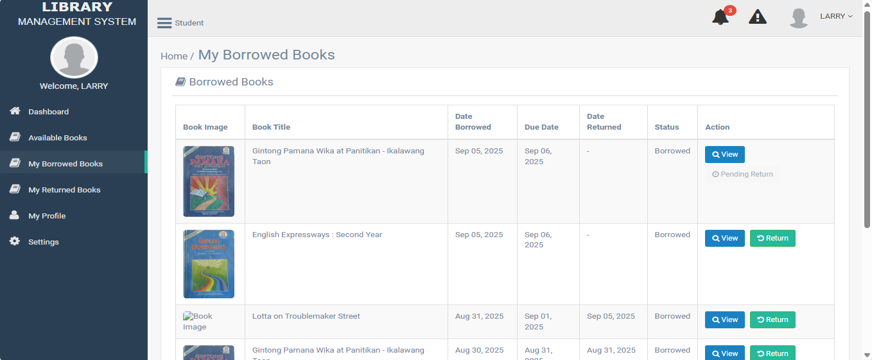 LIBRARY
MANAGEMENT SYSTEM
Welcome, LARRY
Dashboard
Available Books
My Borrowed Books
My Returned Books
My Profile
Settings
Student
3
LARRY
Home / My Borrowed Books
Borrowed Books
Book Image
Book Title
Date
Borrowed
Due Date
Date
Returned
Status
Action
Gintong Pamana Wika at Panitikan - Ikalawang
Taon
Sep 05, 2025
Sep 06,
2025
-
Borrowed
View
Pending Return
English Expressways : Second Year
Sep 05, 2025
Sep 06,
2025
-
Borrowed
View
Return
Book
Image
Lotta on Troublemaker Street
Aug 31, 2025
Sep 01,
2025
Sep 05, 2025
Borrowed
View
Return
Gintong Pamana Wika at Panitikan - Ikalawang
Taon
Aug 30, 2025
Aug 31,
2025
Aug 31, 2025
Borrowed
View
Return